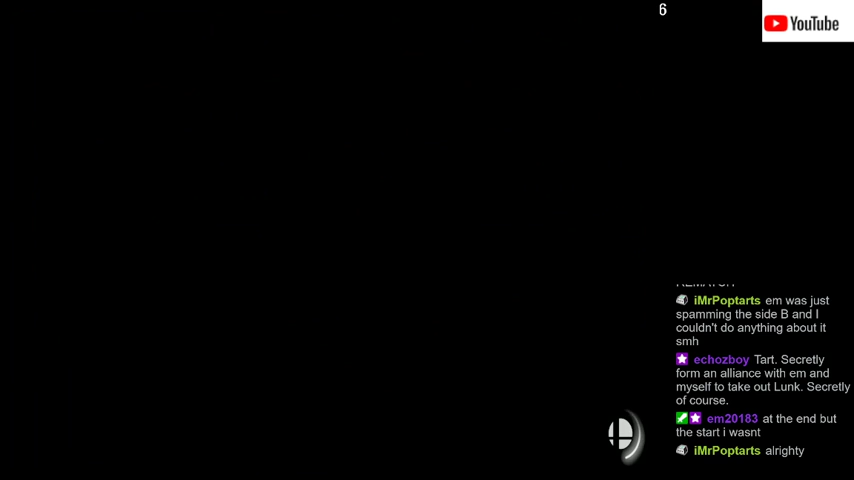 6
YouTube
REMATCH
iMrPoptarts em was just
spamming the side B and I
couldn't do anything about it
smh
echozboy Tart. Secretly
form an alliance with em and
myself to take out Lunk. Secretly
of course.
em20183 at the end but
the start i wasnt
iMrPoptarts alrighty